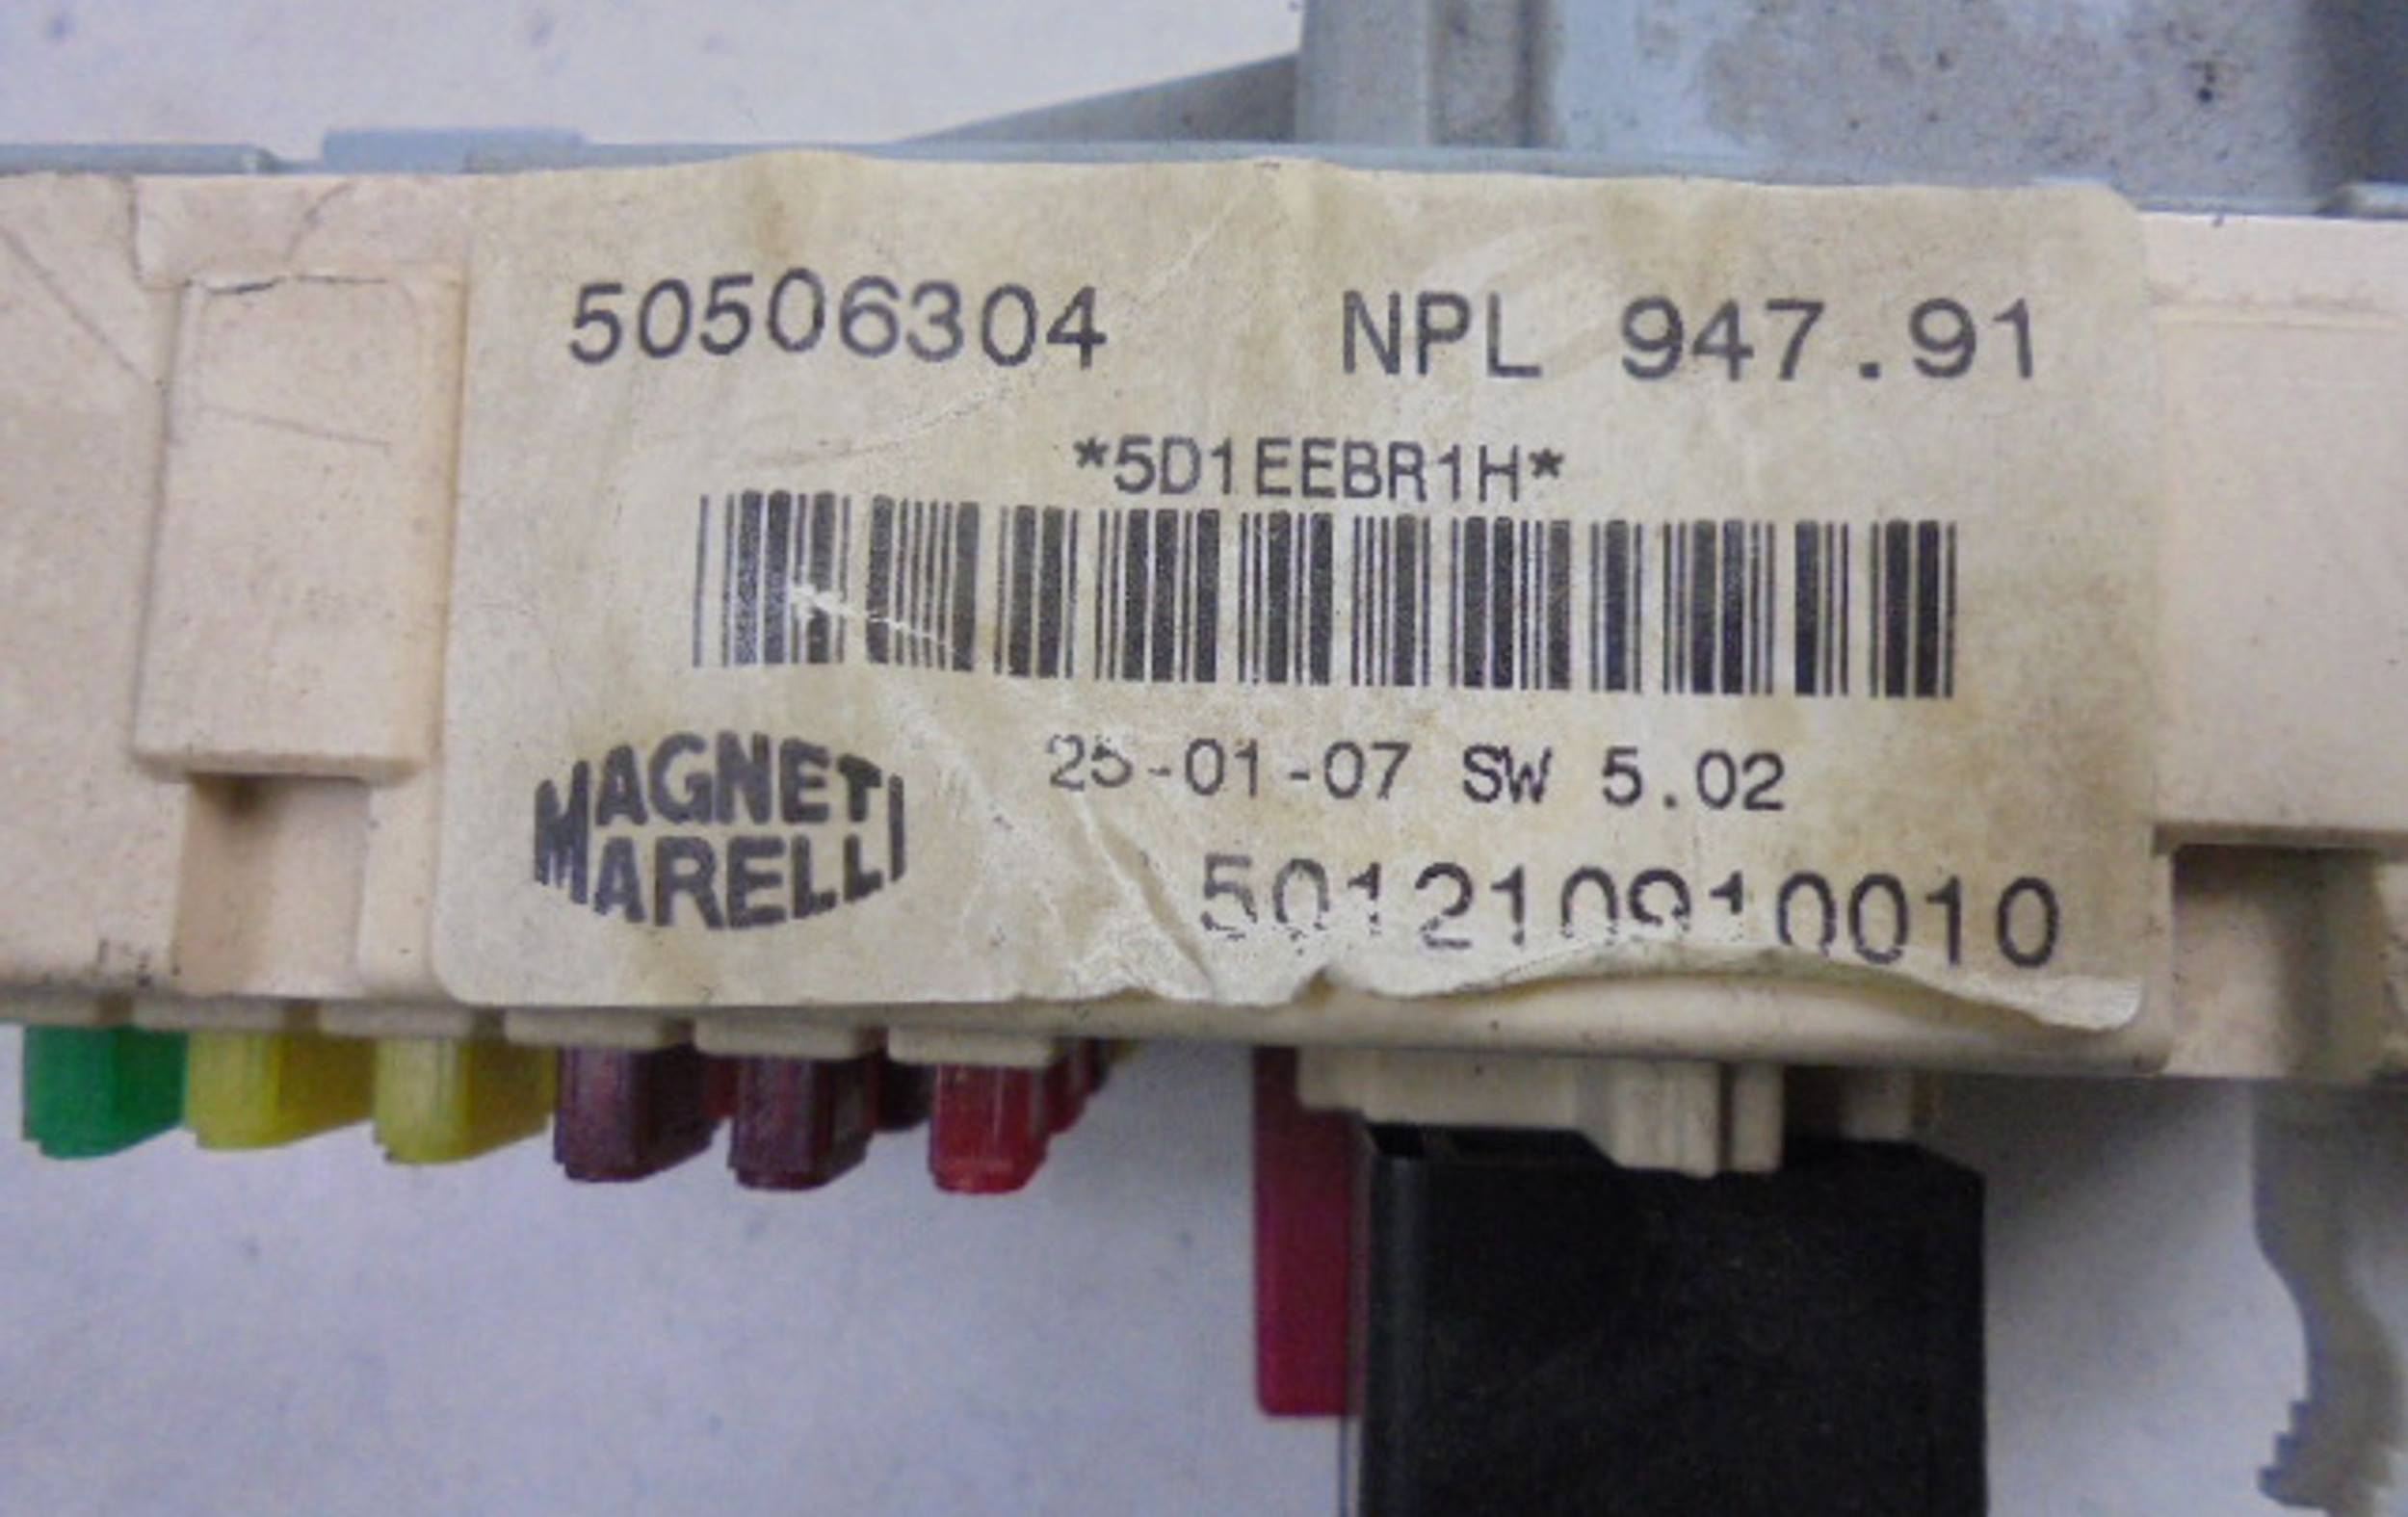 50506304 NPL 947.91
*5D1EEBR1H*
25-01-07 SW 5.02
MAGNETI
MARELLI
501210910010